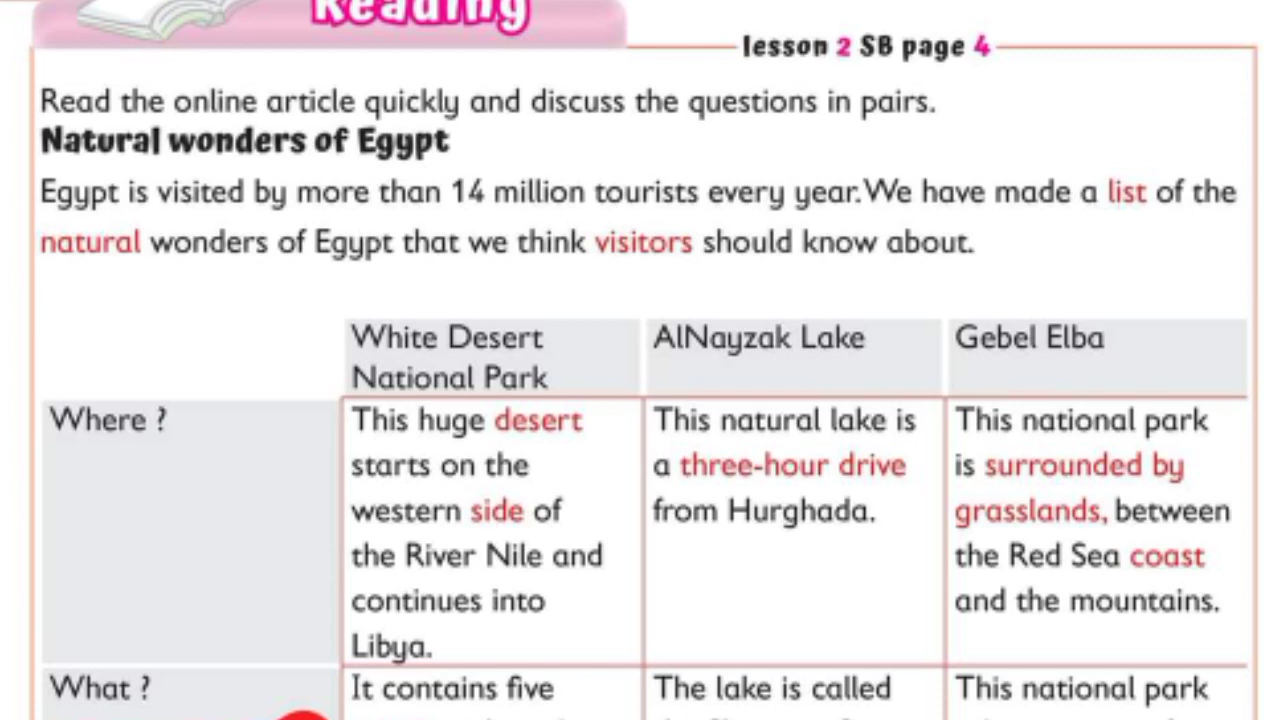 Reading
lesson 2 SB page 4
Read the online article quickly and discuss the questions in pairs.
Natural wonders of Egypt
Egypt is visited by more than 14 million tourists every year.We have made a list of the
natural wonders of Egypt that we think visitors should know about.
White Desert
National Park
AlNayzak Lake
Gebel Elba
Where ?
This huge desert
starts on the
western side of
the River Nile and
continues into
Libya.
This natural lake is
a three-hour drive
from Hurghada.
This national park
is surrounded by
grasslands, between
the Red Sea coast
and the mountains.
What ?
It contains five
The lake is called
This national park